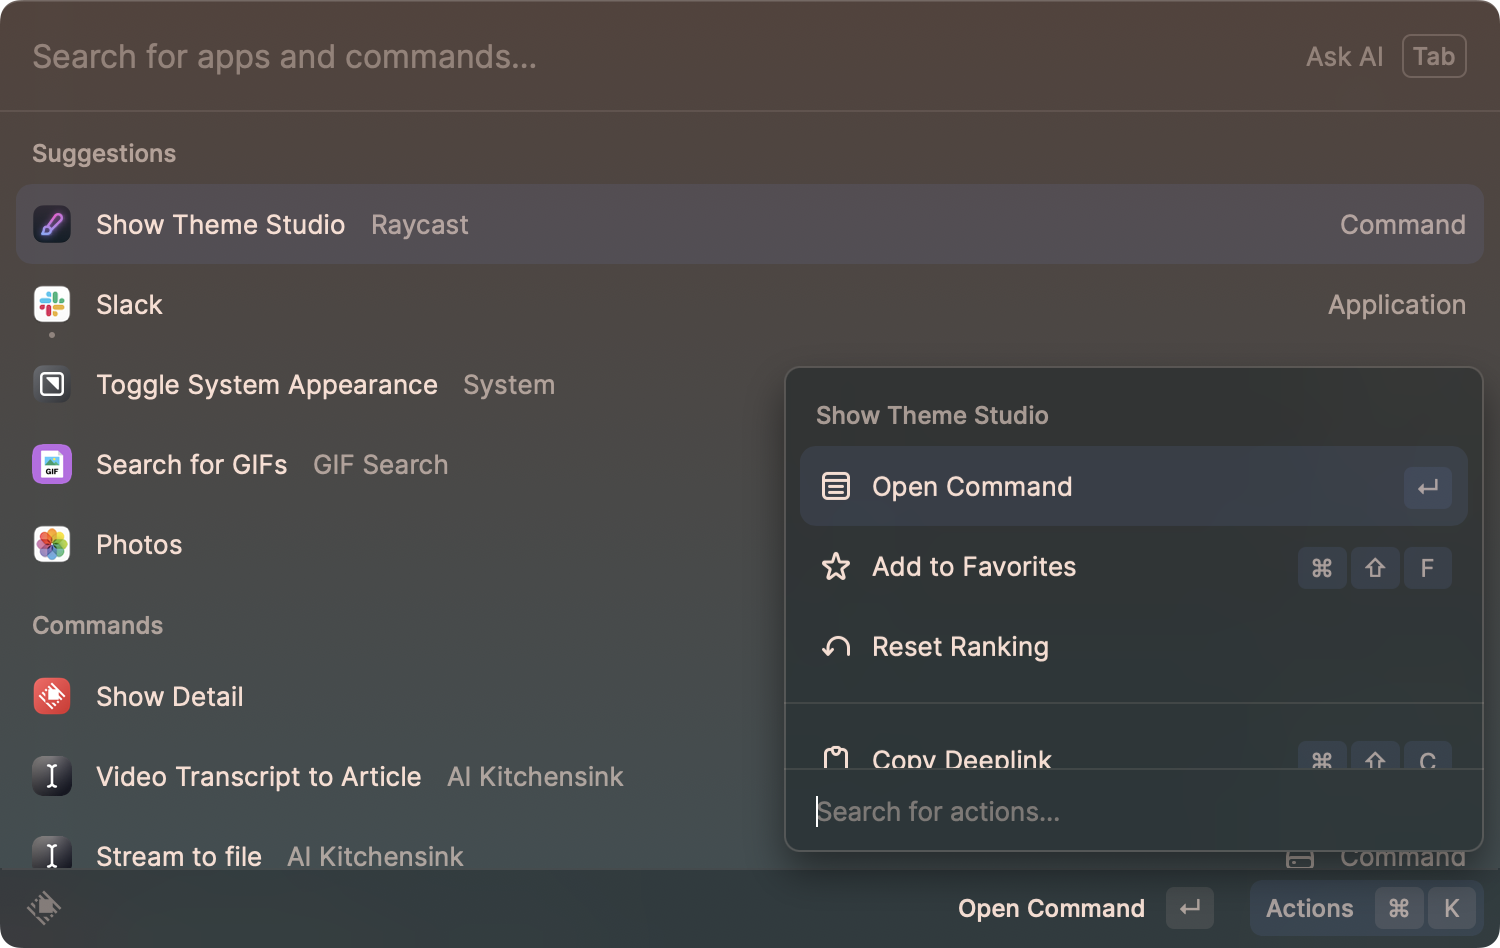 Search for apps and commands...
Ask AI Tab
Suggestions
Show Theme Studio Raycast Command
Slack Application
Toggle System Appearance System
Search for GIFs GIF Search
GIF
Photos
Commands
Show Detail
Video Transcript to Article AI Kitchensink
Stream to file AI Kitchensink Command
Show Theme Studio
Open Command ↵
Add to Favorites ⌘ ⇧ F
Reset Ranking
Copy Deeplink ⌘ ⇧ C
Search for actions...
Open Command ↵ Actions ⌘ K